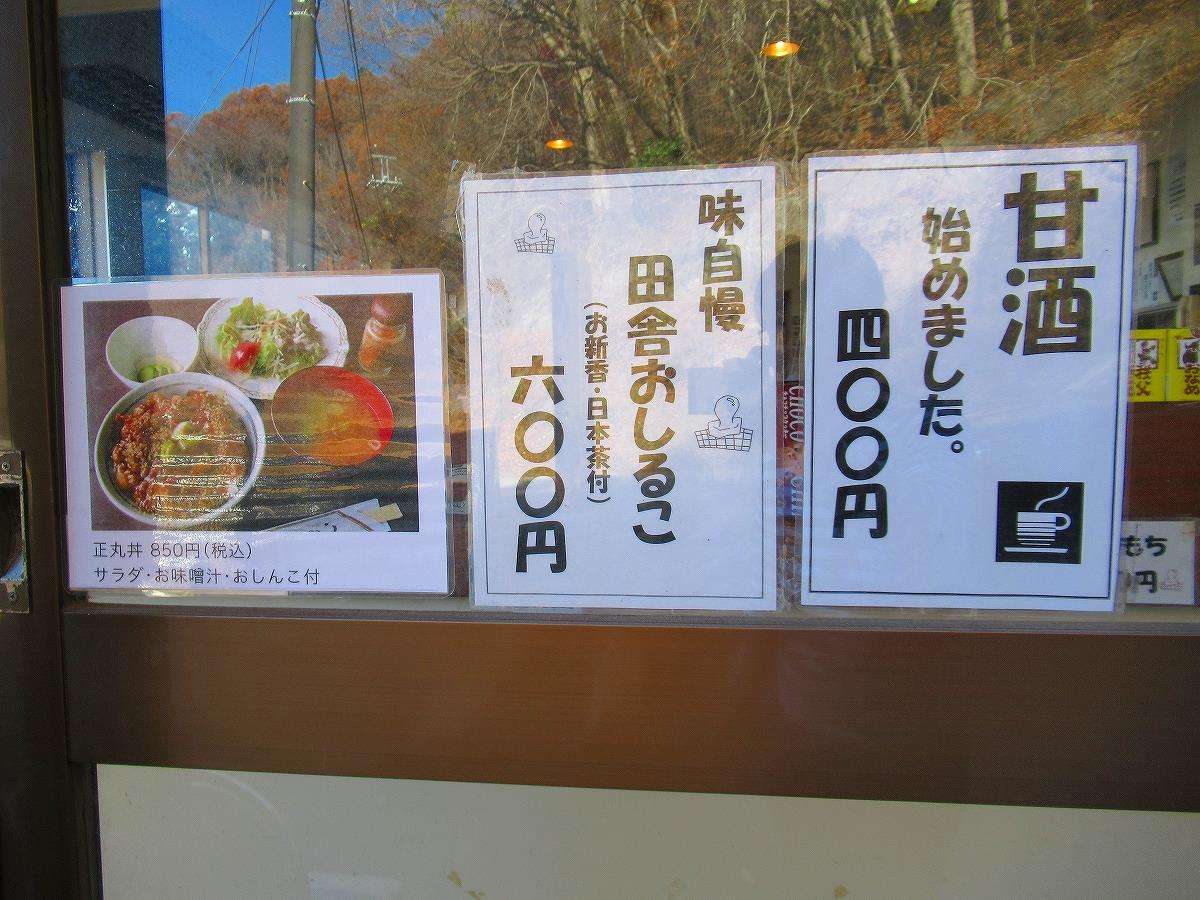 正丸丼 850円(税込)
サラダ・お味噌汁・おしんこ付
味自慢
田舎おしるこ
(お新香・日本茶付)
六〇〇円
甘酒
始めました。
四〇〇円
もち
円